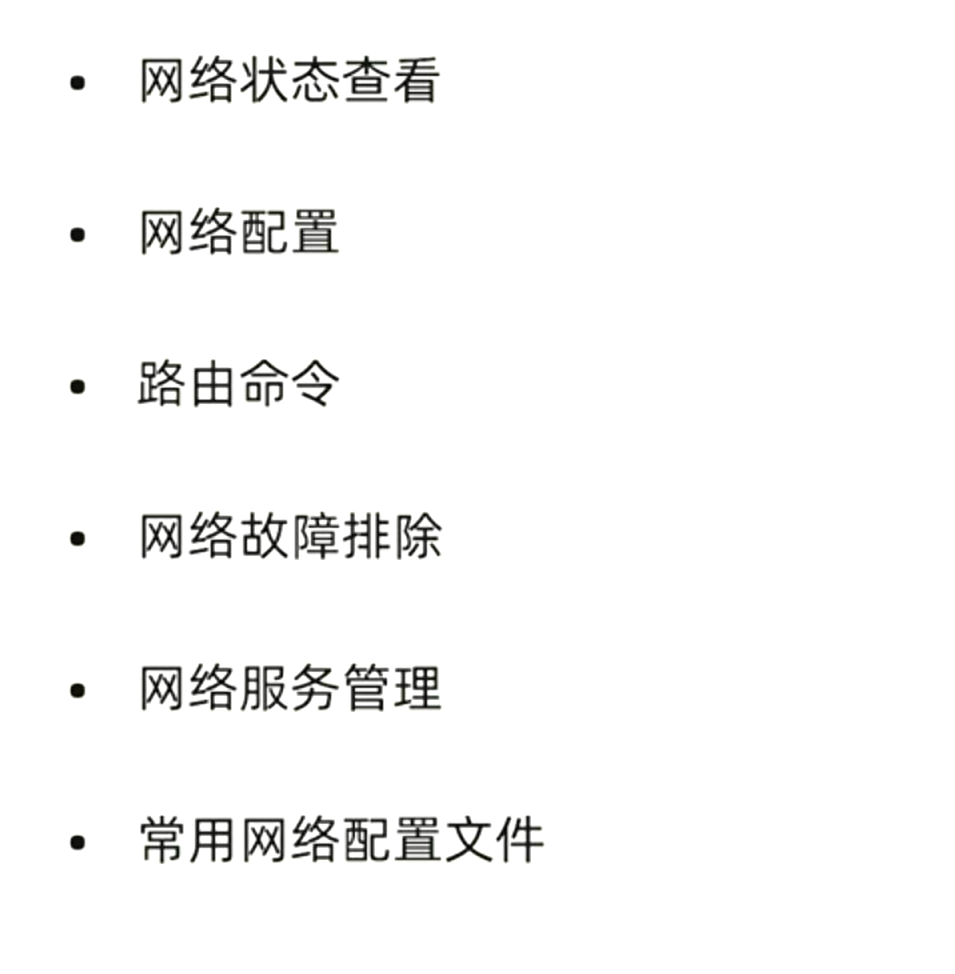 • 网络状态查看
• 网络配置
• 路由命令
• 网络故障排除
• 网络服务管理
• 常用网络配置文件